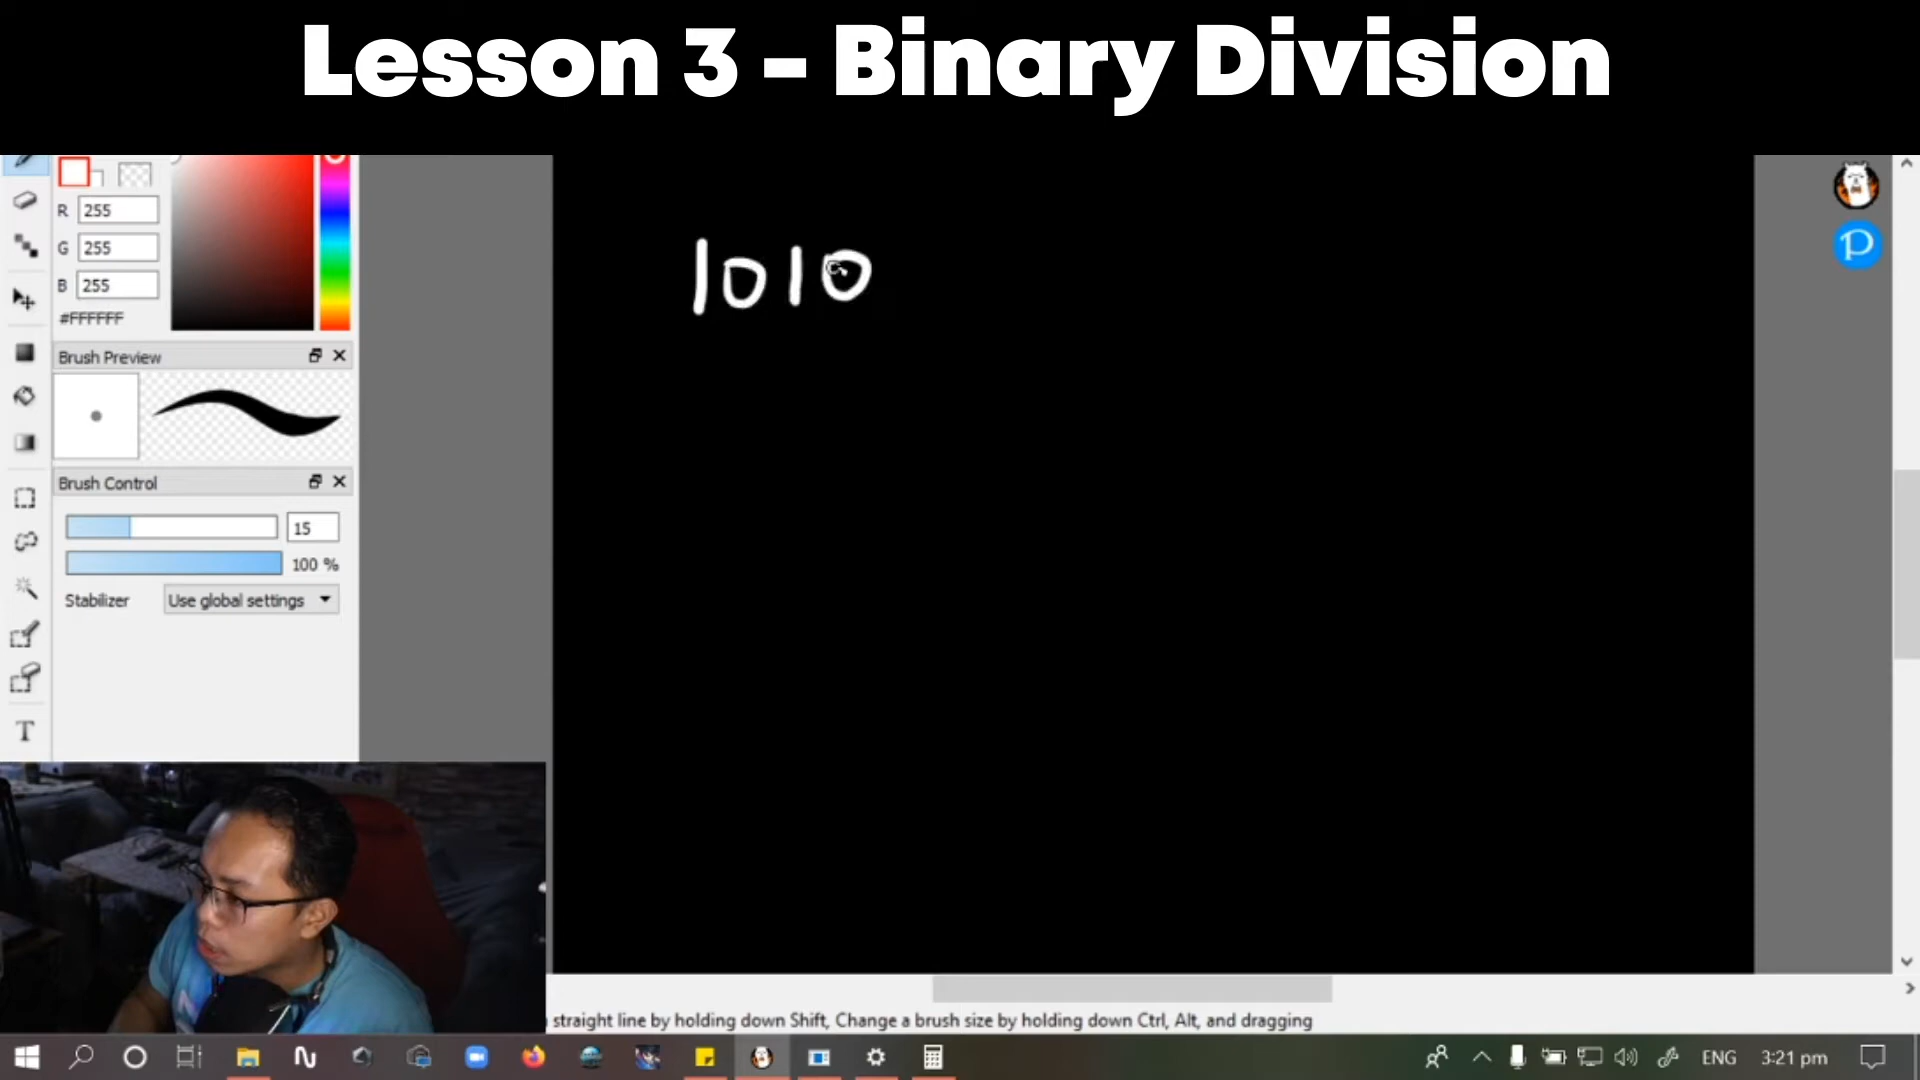 Lesson 3 - Binary Division
R 255
G 255
B 255
#FFFFFF
1010
Brush Preview
Brush Control
15
100 %
Stabilizer Use global settings
T
straight line by holding down Shift, Change a brush size by holding down Ctrl, Alt, and dragging
ENG 3:21 pm